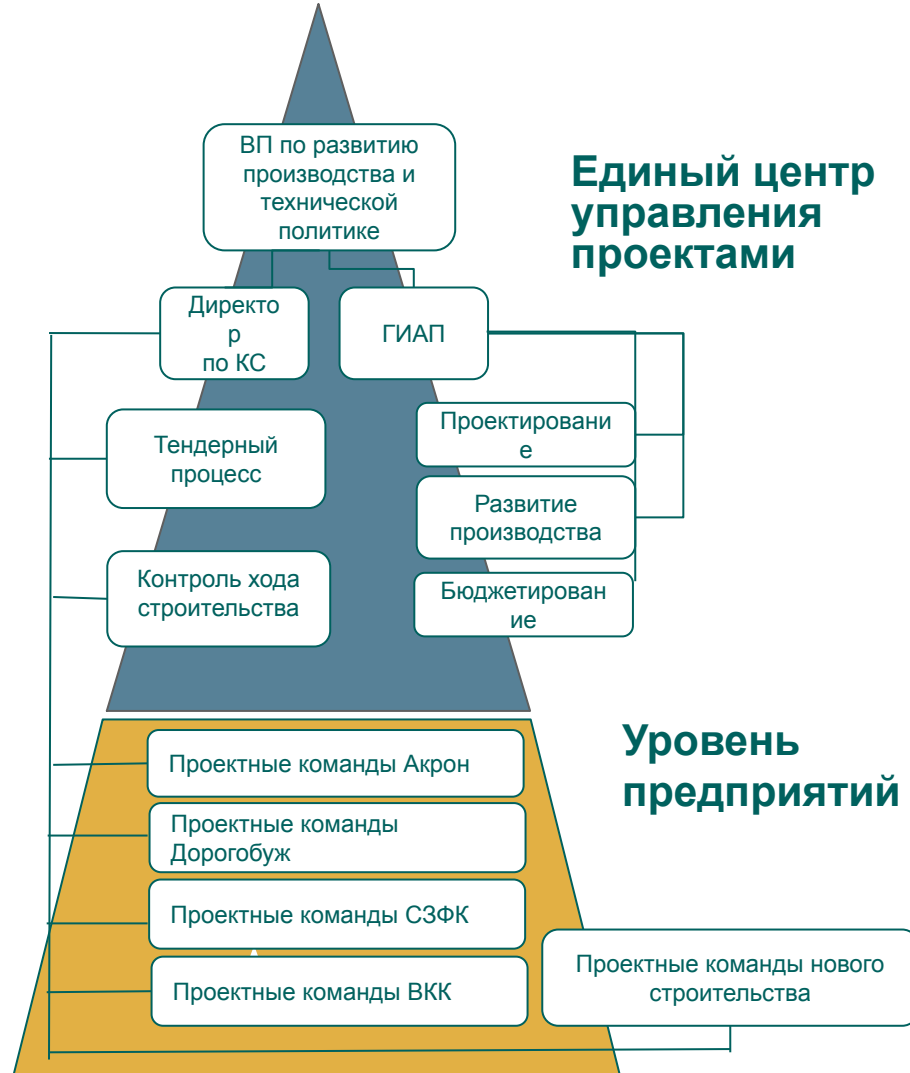 ВП по развитию
производства и
технической
политике
Единый центр
управления
проектами
Директо
р
по КС
ГИАП
Тендерный
процесс
Проектировани
е
Развитие
производства
Контроль хода
строительства
Бюджетирован
ие
Уровень
предприятий
Проектные команды Акрон
Проектные команды
Дорогобуж
Проектные команды СЗФК
Проектные команды ВКК
Проектные команды нового
строительства